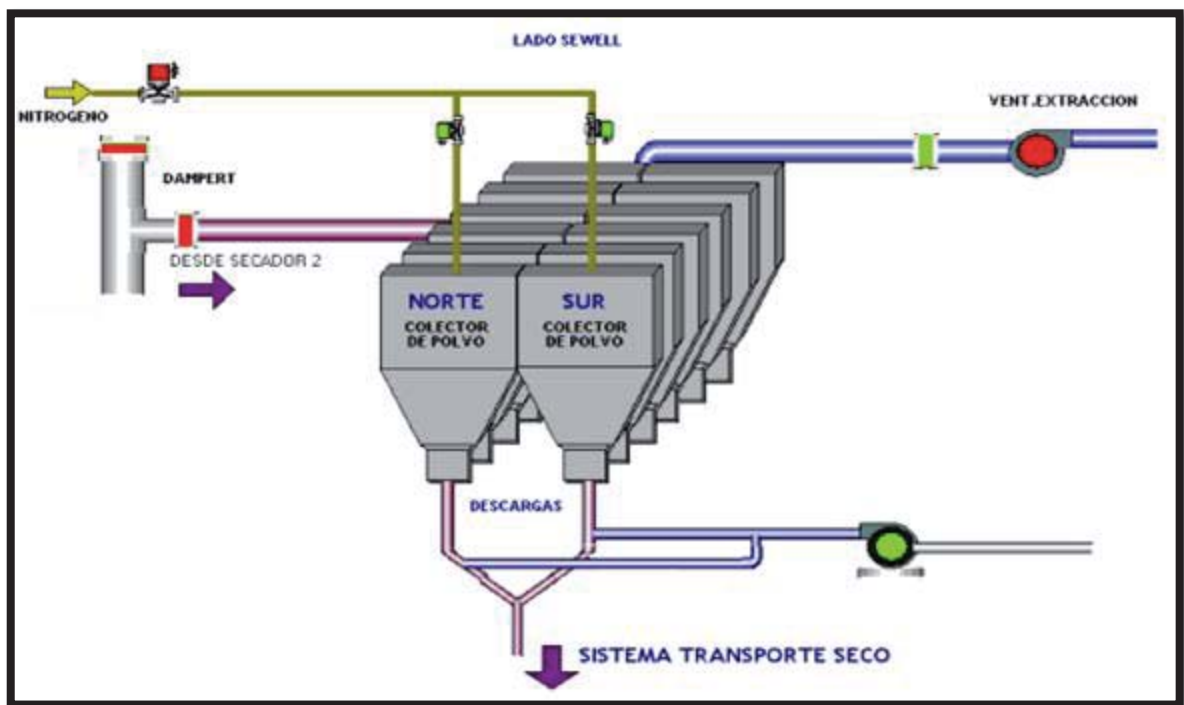 LADO SEWELL
NITROGENO
VENT.EXTRACCION
DAMPERT
DESDE SECADOR 2
NORTE
COLECTOR
DE POLVO
SUR
COLECTOR
DE POLVO
DESCARGAS
SISTEMA TRANSPORTE SECO